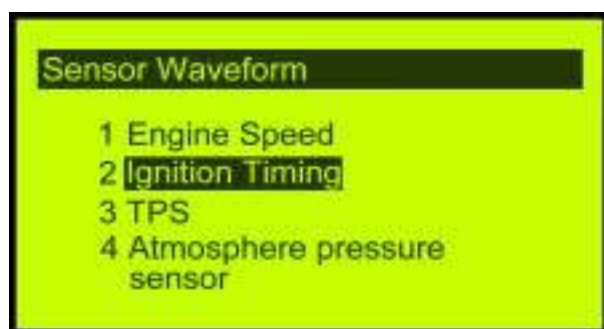 Sensor Waveform
1 Engine Speed
2 Ignition Timing
3 TPS
4 Atmosphere pressure
sensor